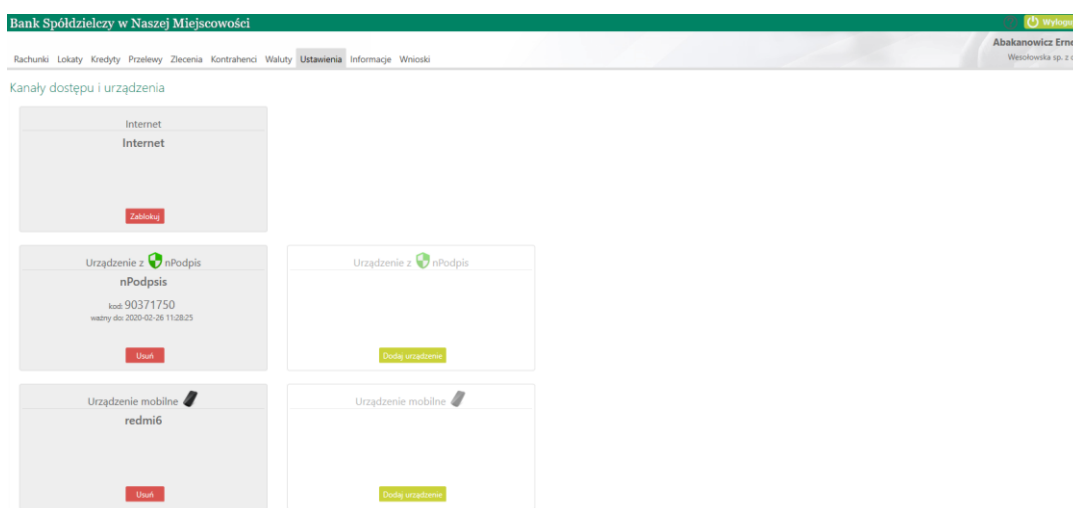 Bank Spółdzielczy w Naszej Miejscowości
Wylogu
Abakanowicz Erne
Wesołowska sp. z o
Rachunki Lokaty Kredyty Przelewy Zlecenia Kontrahenci Waluty Ustawienia Informacje Wnioski
Kanały dostępu i urządzenia
Internet
Internet
Zablokuj
Urządzenie z nPodpis
nPodpsis
kod: 90371750
ważny do: 2020-02-26 11:28:25
Usuń
Urządzenie z nPodpis
Dodaj urządzenie
Urządzenie mobilne
redmi6
Usuń
Urządzenie mobilne
Dodaj urządzenie